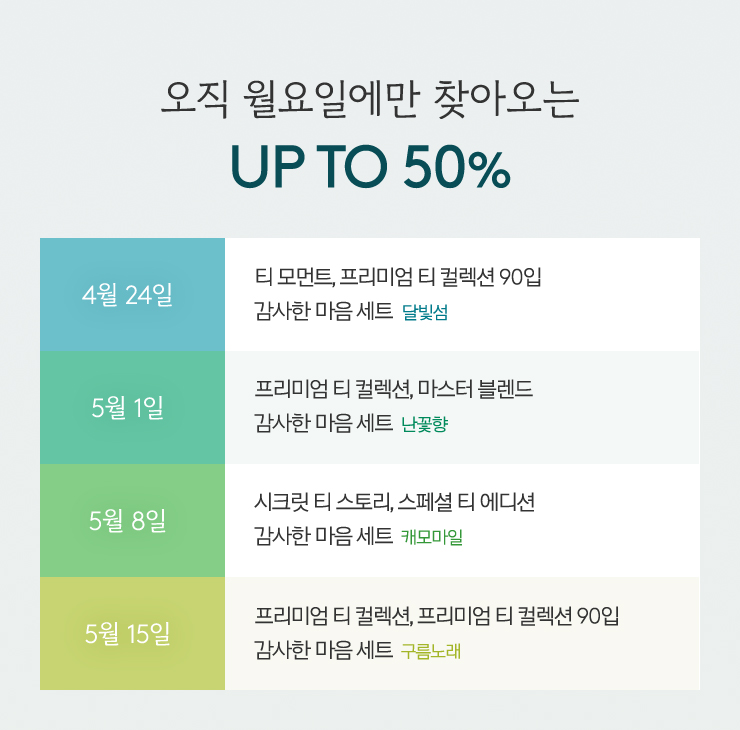 오직 월요일에만 찾아오는
UP TO 50%
4월 24일
티 모먼트, 프리미엄 티 컬렉션 90입
감사한 마음 세트 달빛섬
5월 1일
프리미엄 티 컬렉션, 마스터 블렌드
감사한 마음 세트 난꽃향
5월 8일
시크릿 티 스토리, 스페셜 티 에디션
감사한 마음 세트 캐모마일
5월 15일
프리미엄 티 컬렉션, 프리미엄 티 컬렉션 90입
감사한 마음 세트 구름노래